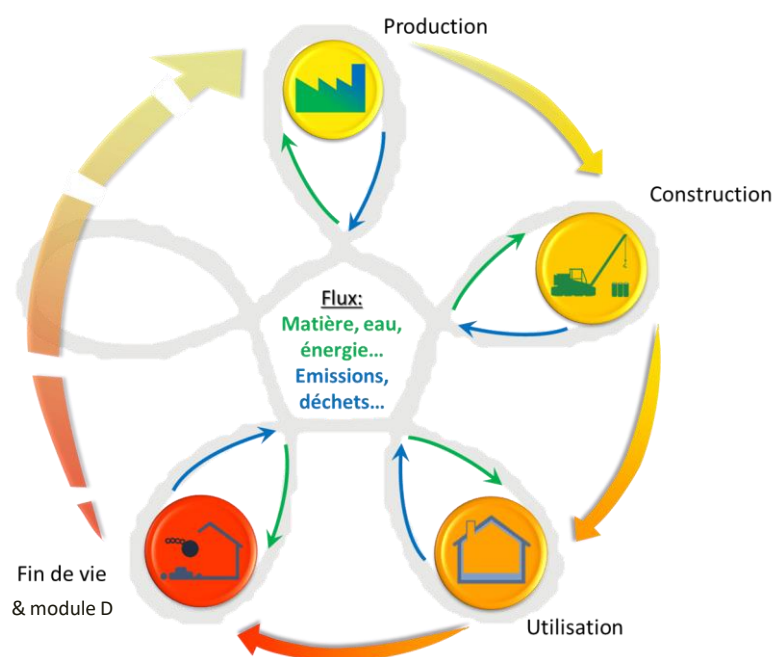 Production
Construction
Flux:
Matière, eau,
énergie...
Emissions,
déchets...
Fin de vie
& module D
Utilisation